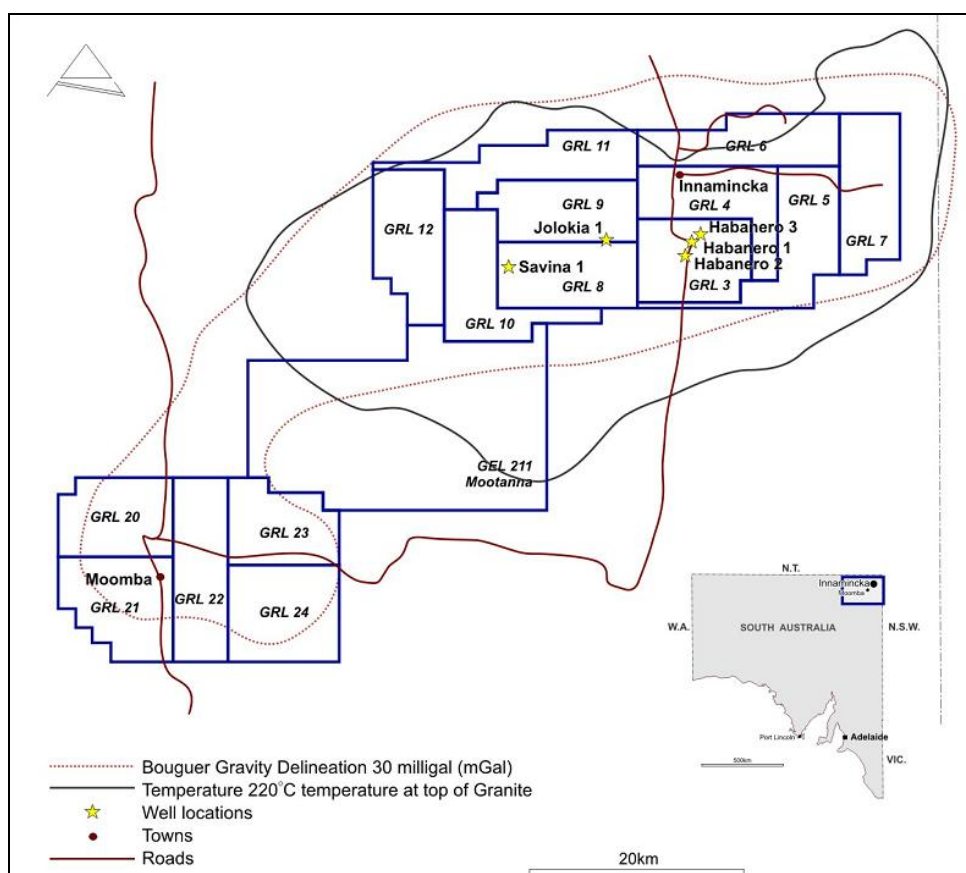 GRL 6
GRL 11
Innamincka
GRL 9
GRL 4
GRL 5
GRL 12
Jolokia 1
Habanero 3
Habanero 1
GRL 7
Savina 1
Habanero 2
GRL 8
GRL 3
GRL 10
GEL 211
Mootanna
GRL 20
GRL 23
Moomba
GRL 22
GRL 21
GRL 24
N.T.
Innamincka
Moomba
W.A.
SOUTH AUSTRALIA
N.S.W.
Port Lincoln
Adelaide
VIC.
500km
Bouguer Gravity Delineation 30 milligal (mGal)
Temperature 220°C temperature at top of Granite
Well locations
Towns
Roads
20km